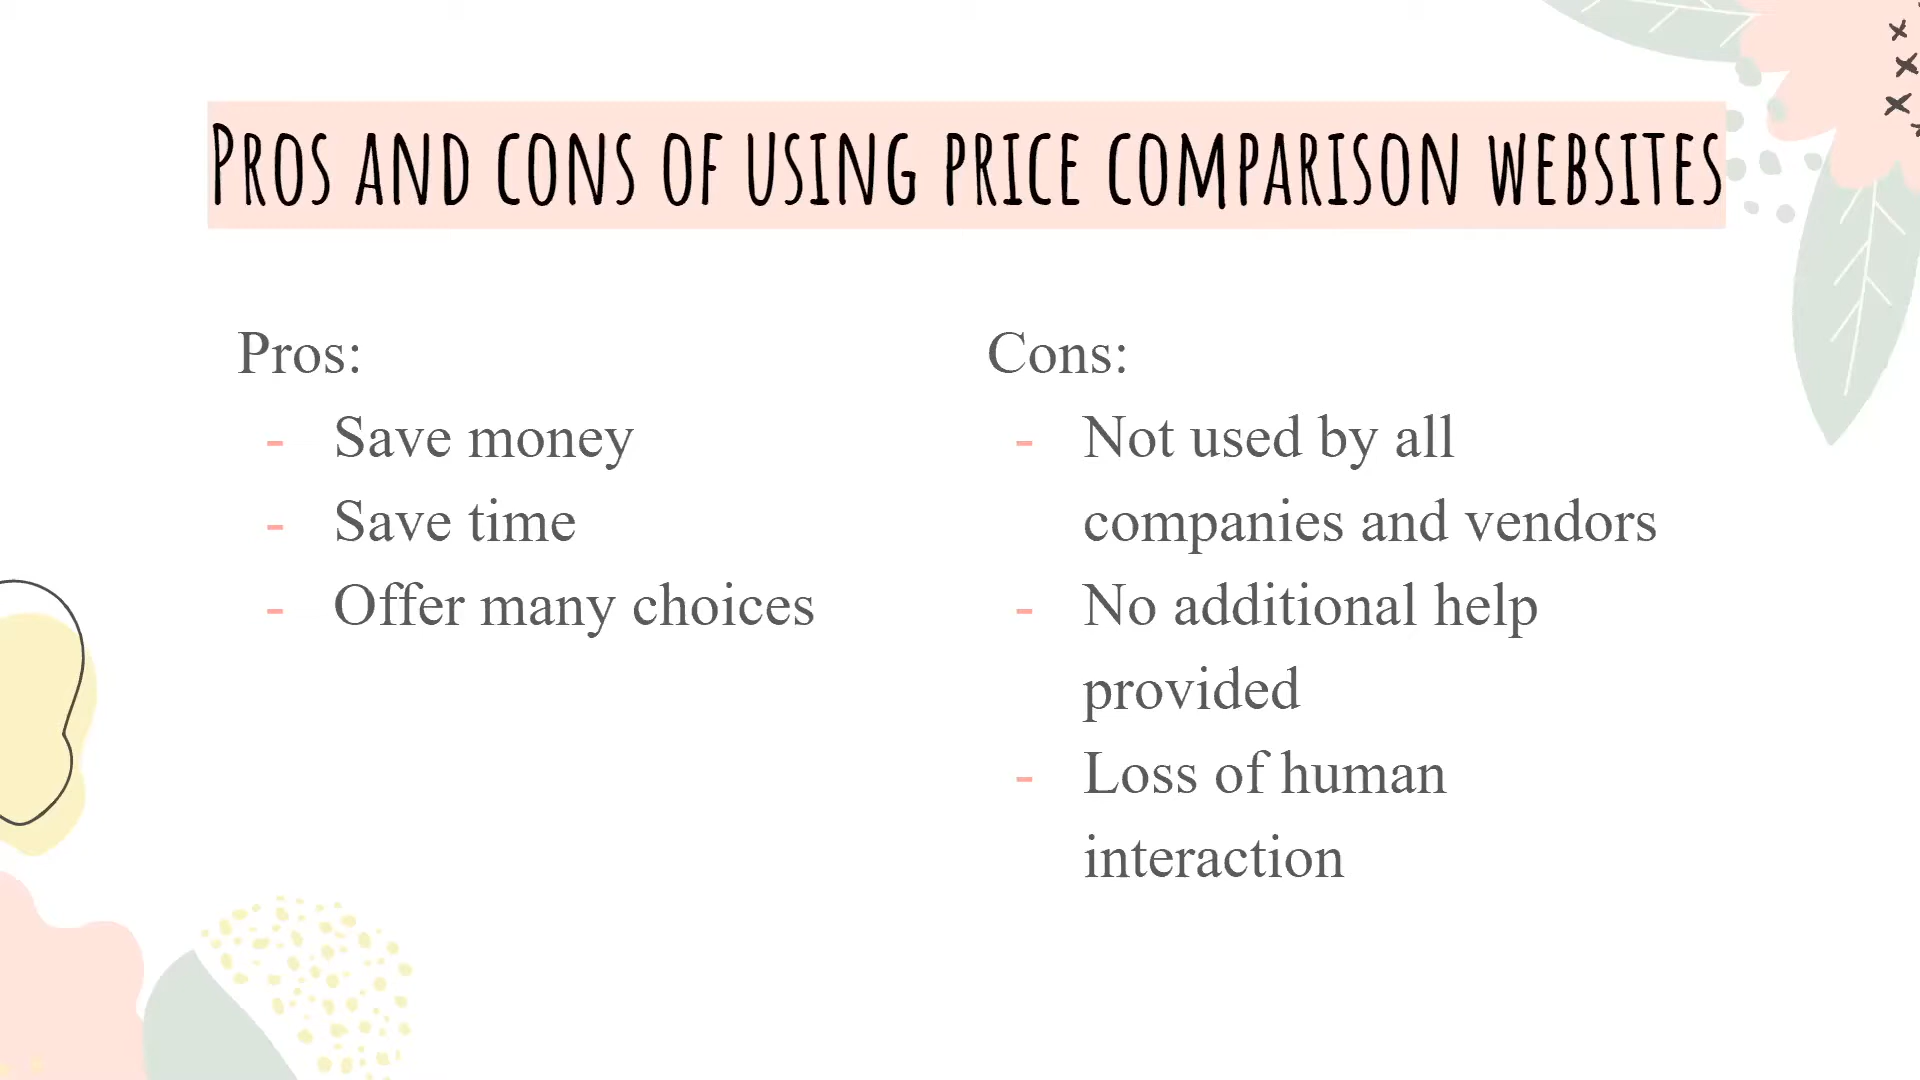 Pros and cons of using price comparison websites
Pros:
- Save money
- Save time
- Offer many choices
Cons:
- Not used by all
companies and vendors
- No additional help
provided
- Loss of human
interaction